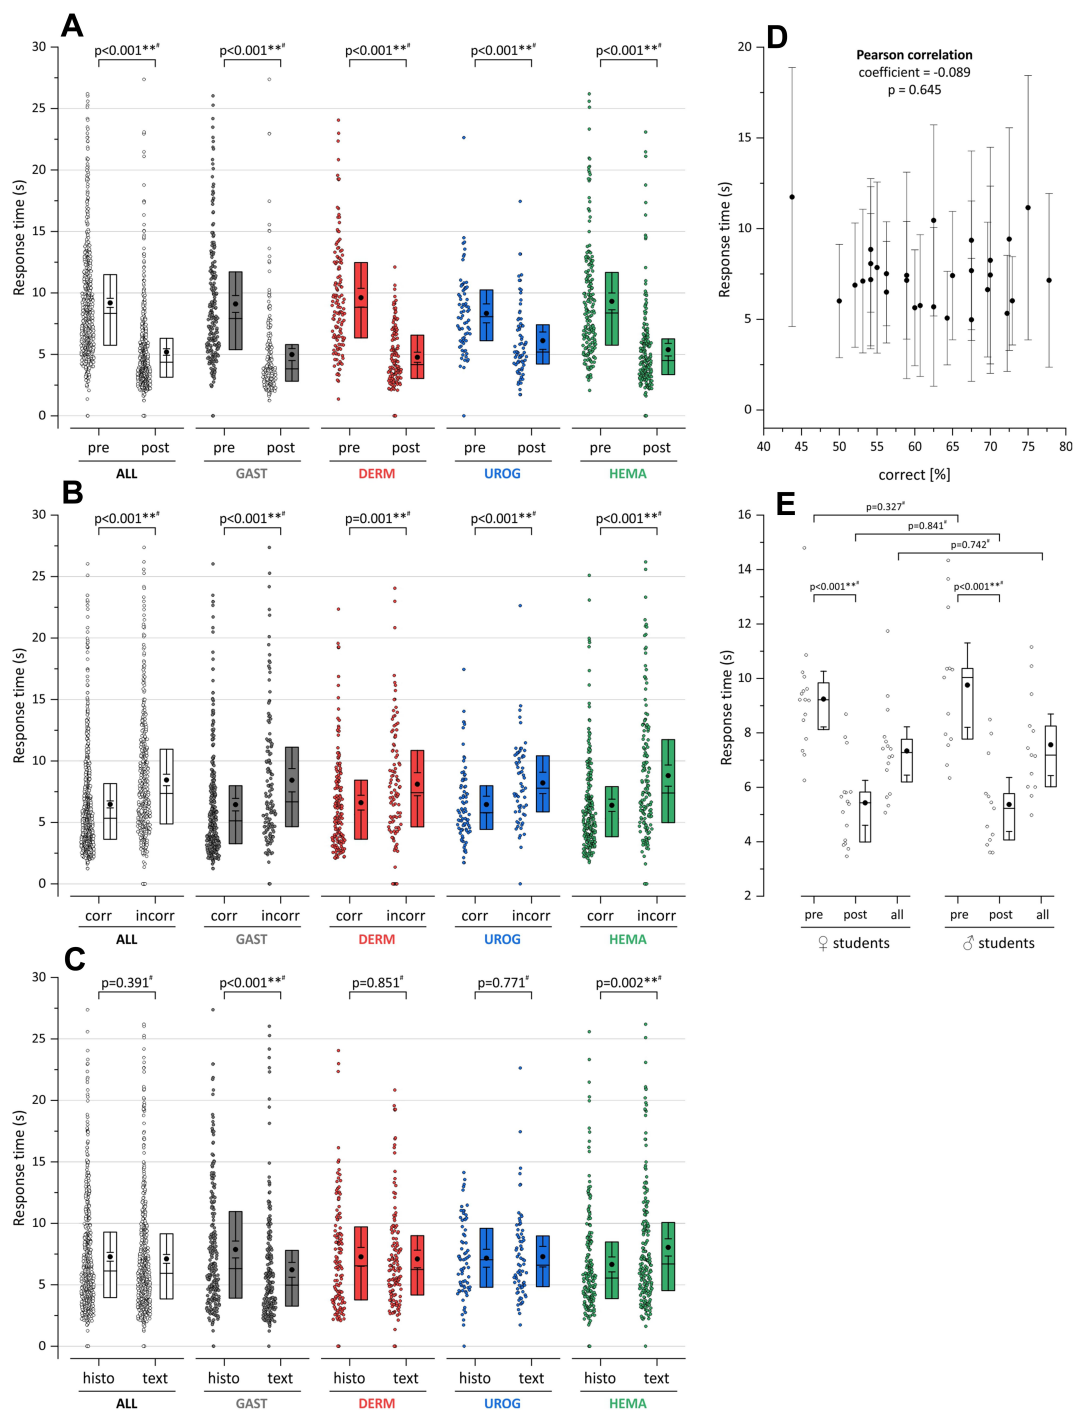 A
p<0.001**# p<0.001**# p<0.001**# p<0.001**# p<0.001**#
Response time (s)
30
25
20
15
10
5
0
pre post pre post pre post pre post pre post
ALL GAST DERM UROG HEMA
B
p<0.001**# p<0.001**# p=0.001**# p<0.001**# p<0.001**#
Response time (s)
30
25
20
15
10
5
0
corr incorr corr incorr corr incorr corr incorr corr incorr
ALL GAST DERM UROG HEMA
C
p=0.391# p<0.001**# p=0.851# p=0.771# p=0.002**#
Response time (s)
30
25
20
15
10
5
0
histo text histo text histo text histo text histo text
ALL GAST DERM UROG HEMA
D
Pearson correlation
coefficient = -0.089
p = 0.645
Response time (s)
20
15
10
5
0
40 45 50 55 60 65 70 75 80
correct [%]
E
p=0.327#
p=0.841#
p=0.742#
p<0.001**# p<0.001**#
Response time (s)
16
14
12
10
8
6
4
2
pre post all pre post all
♀ students ♂ students